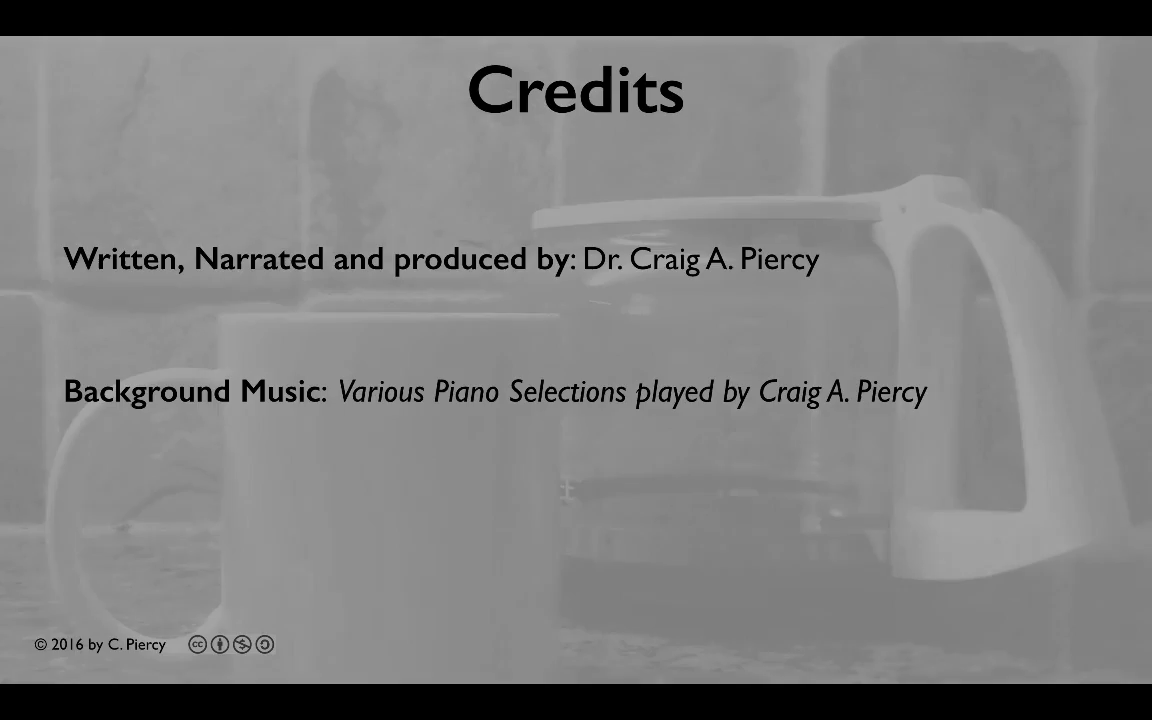 Credits
Written, Narrated and produced by: Dr. Craig A. Piercy
Background Music: Various Piano Selections played by Craig A. Piercy
© 2016 by C. Piercy